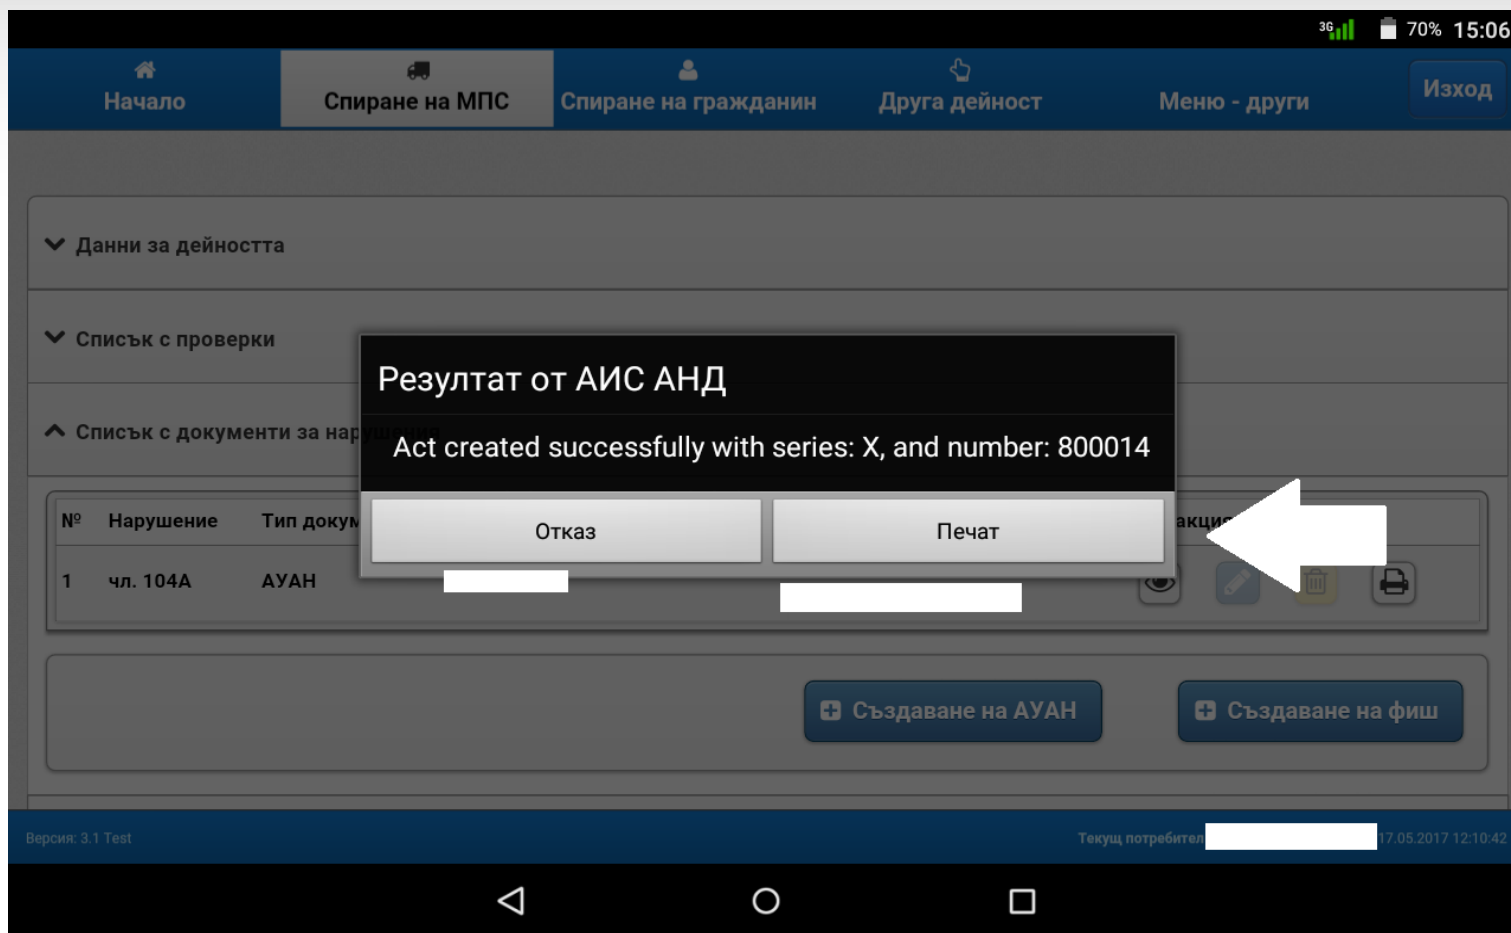 3G 70% 15:06
Начало Спиране на МПС Спиране на гражданин Друга дейност Меню - други Изход
Данни за дейността
Списък с проверки
Списък с документи за нарушения
Резултат от АИС АНД
Act created successfully with series: X, and number: 800014
Отказ Печат
№ Нарушение Тип докум
1 чл. 104А АУАН
Създаване на АУАН Създаване на фиш
Версия: 3.1 Test Текущ потребител 17.05.2017 12:10:42